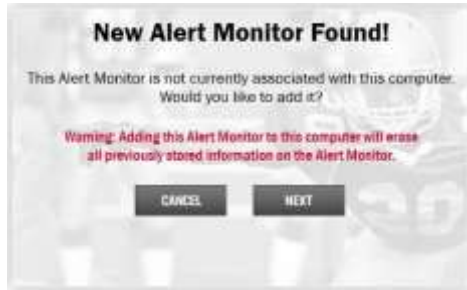 New Alert Monitor Found!
This Alert Monitor is not currently associated with this computer.
Would you like to add it?
Warning: Adding this Alert Monitor to this computer will erase
all previously stored information on the Alert Monitor.
CANCEL
NEXT